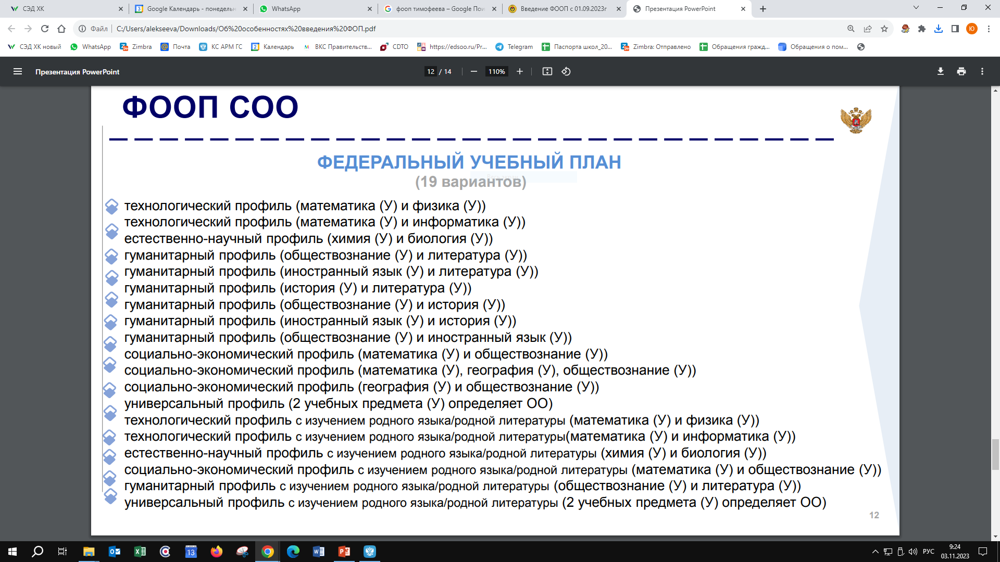 СЭД ХК
Google Календарь - понедельн
WhatsApp
фооп тимофеева – Google Пои
Введение ФООП с 01.09.2023г
Презентация PowerPoint
Файл
C:/Users/alekseeva/Downloads/Об%20особенностях%20введения%20ФОП.pdf
СЭД ХК новый
WhatsApp
Zimbra
Почта
КС АРМ ГС
Календарь
ВКС Правительств...
CDTO
https://edsoo.ru/Pr...
Telegram
Паспорта школ_20...
Zimbra: Отправлено
Обращения гражд...
Обращения о пом...
Презентация PowerPoint
12 / 14
110%
ФООП СОО
ФЕДЕРАЛЬНЫЙ УЧЕБНЫЙ ПЛАН
(19 вариантов)
технологический профиль (математика (У) и физика (У))
технологический профиль (математика (У) и информатика (У))
естественно-научный профиль (химия (У) и биология (У))
гуманитарный профиль (обществознание (У) и литература (У))
гуманитарный профиль (иностранный язык (У) и литература (У))
гуманитарный профиль (история (У) и литература (У))
гуманитарный профиль (обществознание (У) и история (У))
гуманитарный профиль (иностранный язык (У) и история (У))
гуманитарный профиль (обществознание (У) и иностранный язык (У))
социально-экономический профиль (математика (У) и обществознание (У))
социально-экономический профиль (математика (У), география (У), обществознание (У))
социально-экономический профиль (география (У) и обществознание (У))
универсальный профиль (2 учебных предмета (У) определяет ОО)
технологический профиль с изучением родного языка/родной литературы (математика (У) и физика (У))
технологический профиль с изучением родного языка/родной литературы(математика (У) и информатика (У))
естественно-научный профиль с изучением родного языка/родной литературы (химия (У) и биология (У))
социально-экономический профиль с изучением родного языка/родной литературы (математика (У) и обществознание (У))
гуманитарный профиль с изучением родного языка/родной литературы (обществознание (У) и литература (У))
универсальный профиль с изучением родного языка/родной литературы (2 учебных предмета (У) определяет ОО)
12
РУС
9:24
03.11.2023